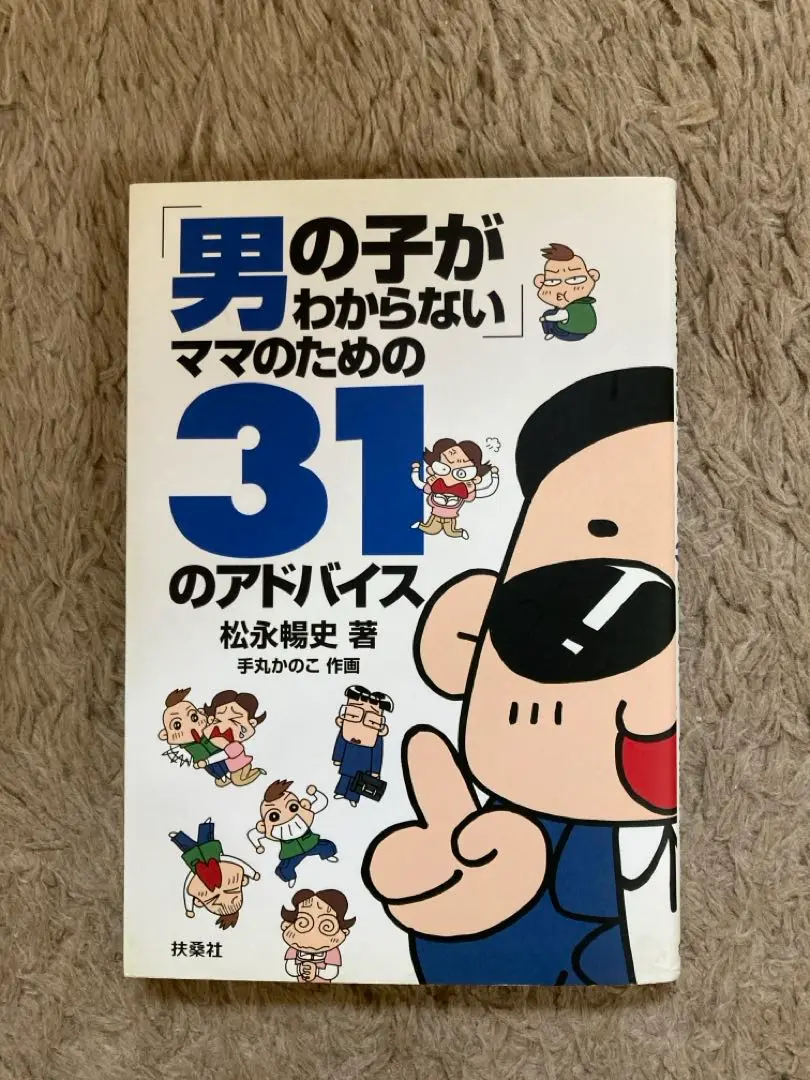 「男の子が
わからない」
ママのための
31
のアドバイス
松永暢史 著
手丸かのこ 作画
扶桑社